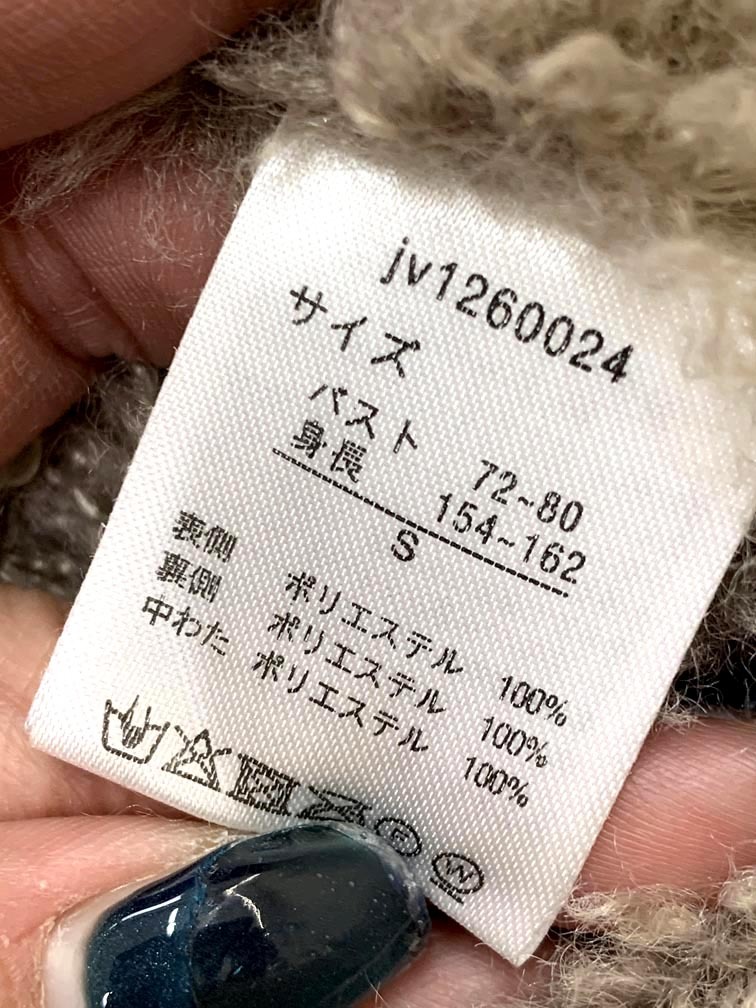 jv1260024
サイズ
バスト 72~80
身長 154~162
S
表側 ポリエステル 100%
裏側 ポリエステル 100%
中わた ポリエステル 100%
F
W